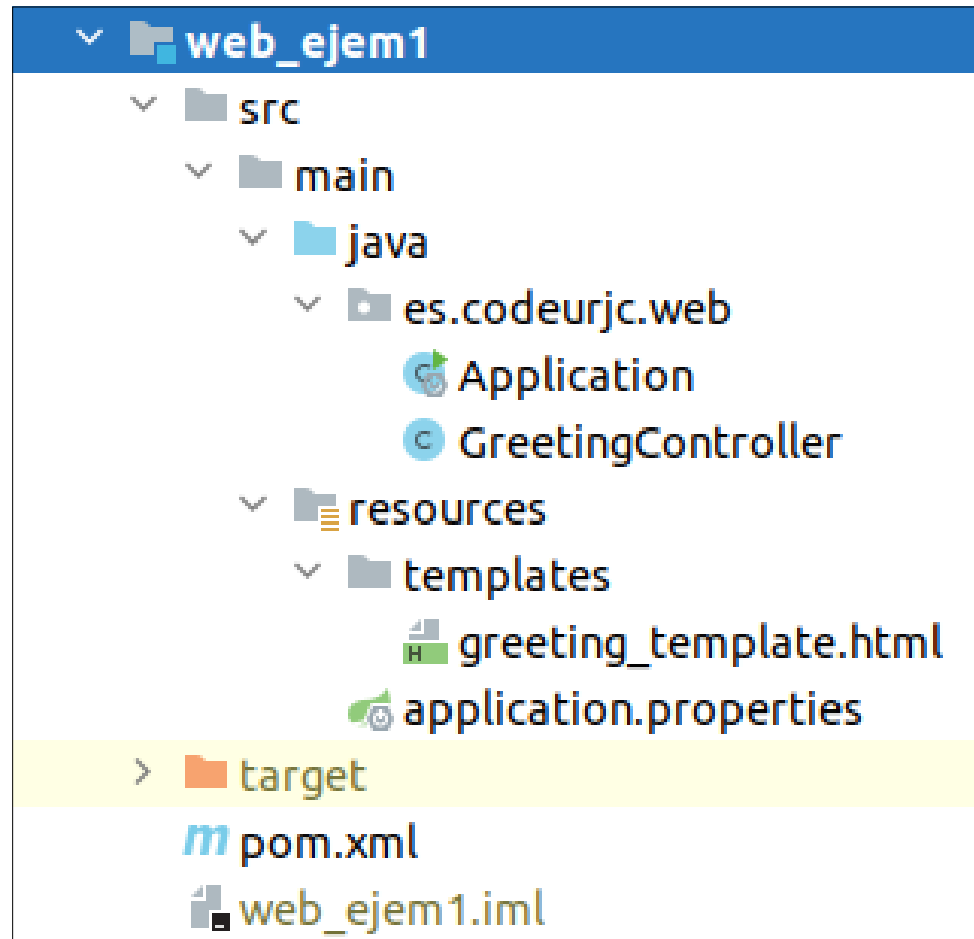 web_ejem1
src
main
java
es.codeurjc.web
Application
GreetingController
resources
templates
greeting_template.html
application.properties
target
pom.xml
web_ejem1.iml